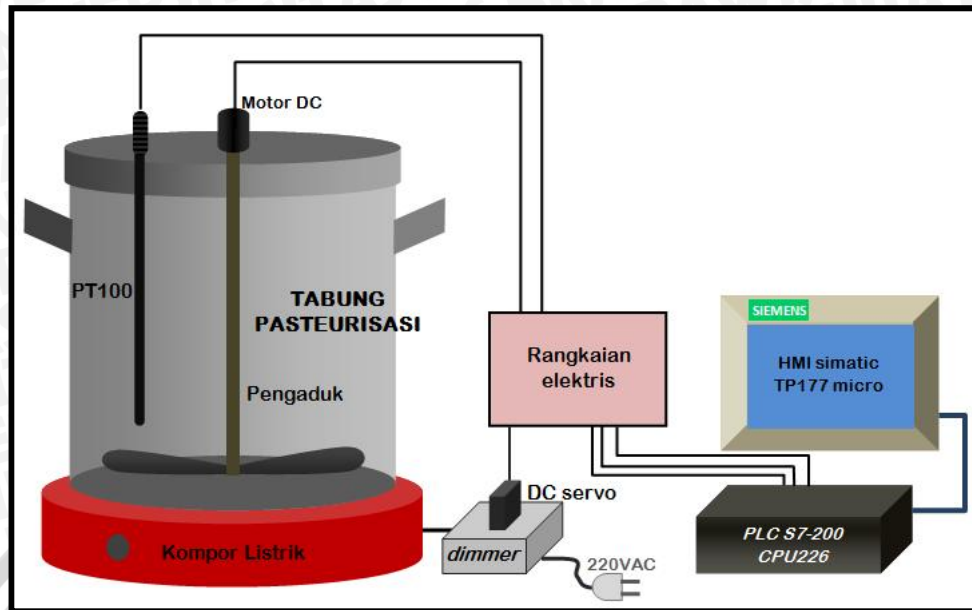 Motor DC
PT100
TABUNG
PASTEURISASI
Pengaduk
Kompor Listrik
Rangkaian
elektris
DC servo
dimmer
220VAC
SIEMENS
HMI simatic
TP177 micro
PLC S7-200
CPU226